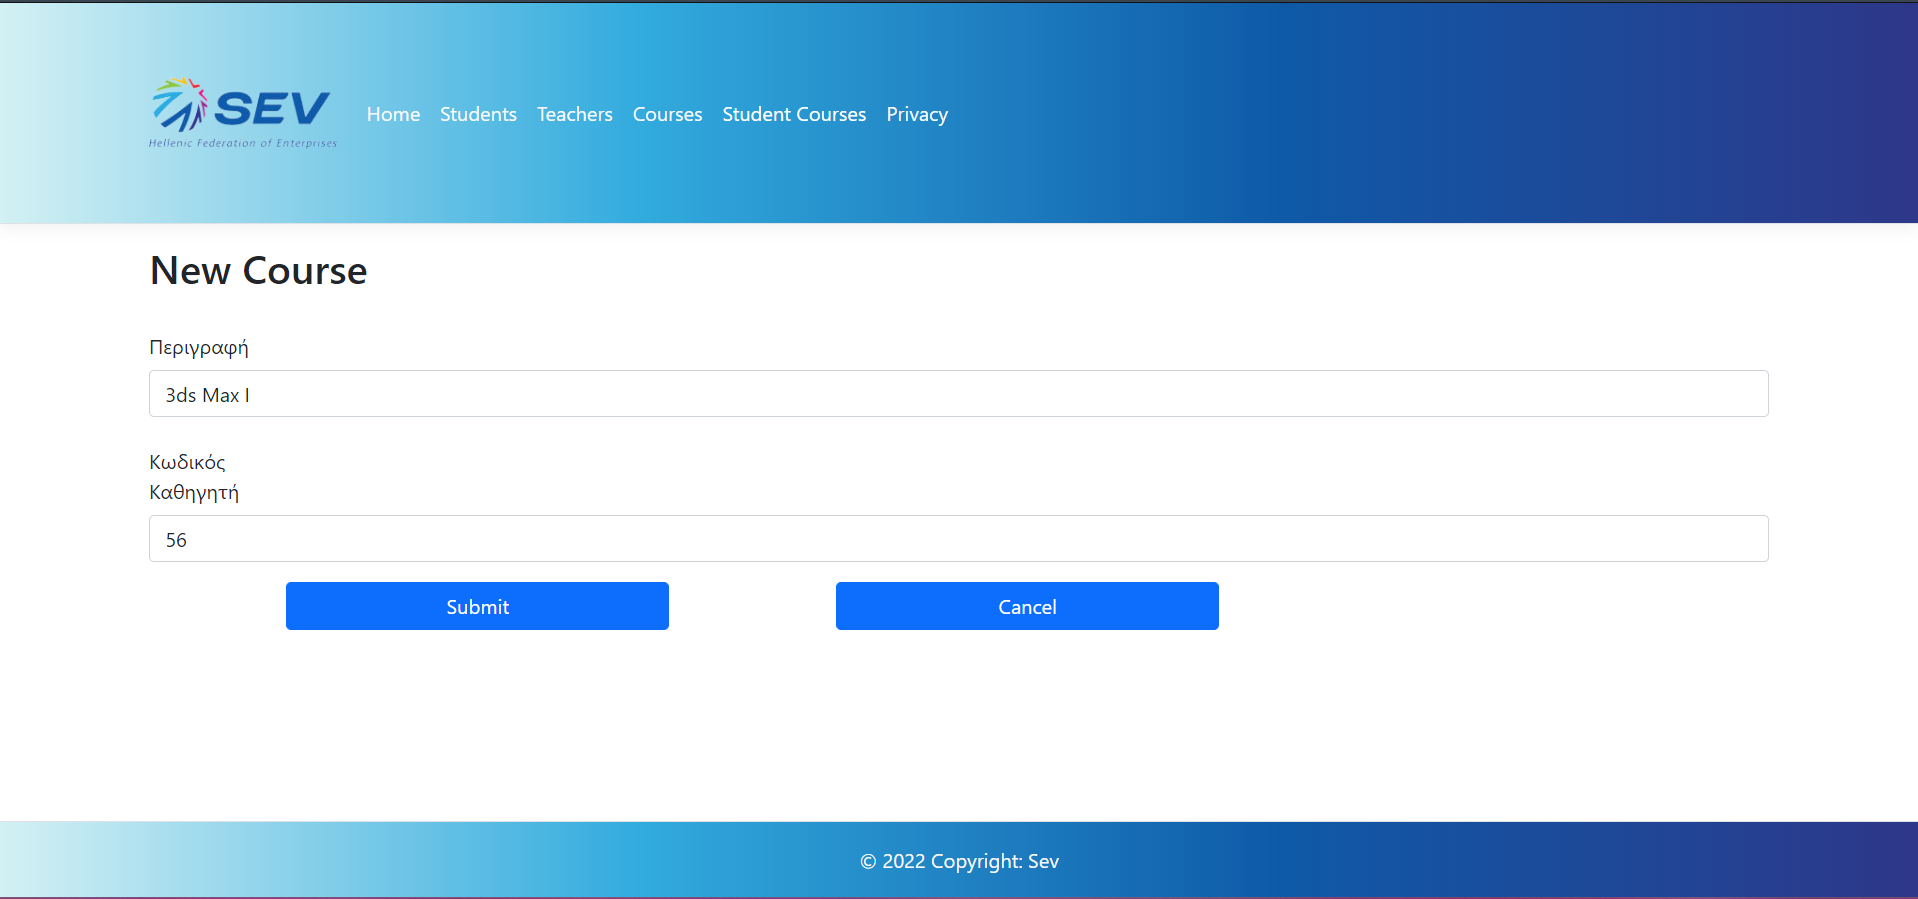 SEV
Hellenic Federation of Enterprises
Home Students Teachers Courses Student Courses Privacy
New Course
Περιγραφή
3ds Max I
Κωδικός
Καθηγητή
56
Submit Cancel
© 2022 Copyright: Sev